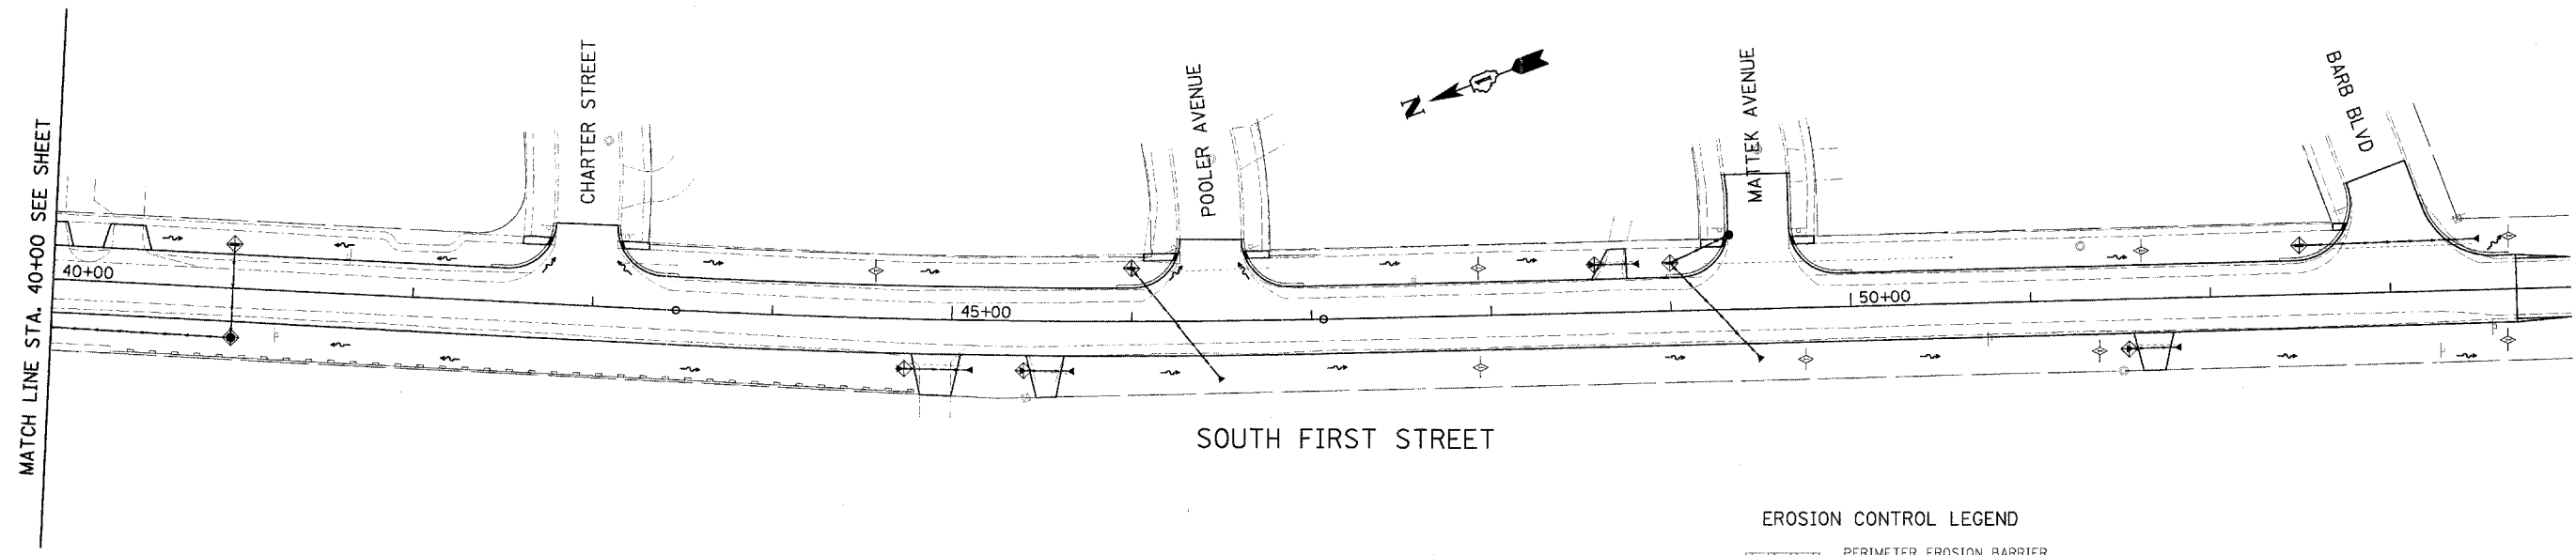 MATCH LINE STA. 40+00 SEE SHEET
CHARTER STREET
POOLER AVENUE
N
MATTEK AVENUE
BARB BLVD
40+00
45+00
50+00
SOUTH FIRST STREET
EROSION CONTROL LEGEND
PERIMETER EROSION BARRIER